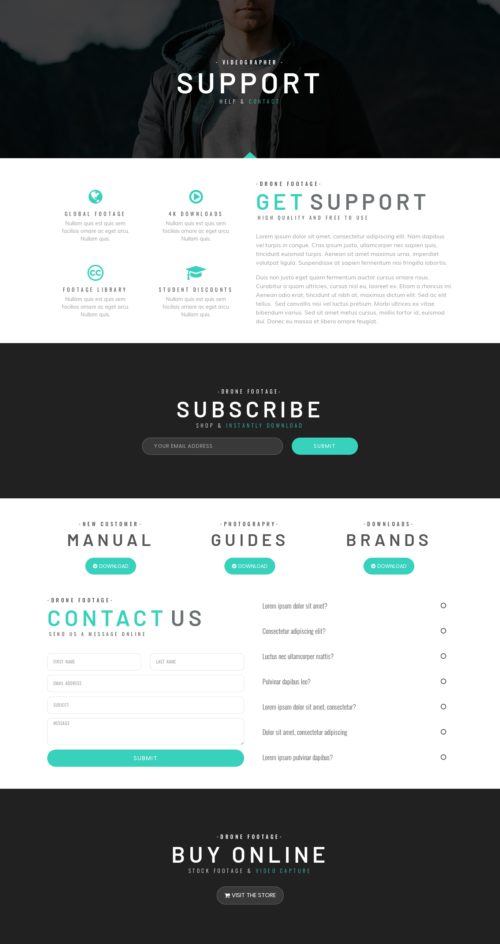 - VIDEOGRAPHER -
SUPPORT
HELP & CONTACT
GLOBAL FOOTAGE
Nullam quis est quis sem
facilisis ornare ac eget arcu.
Nullam quis.
4K DOWNLOADS
Nullam quis est quis sem
facilisis ornare ac eget arcu.
Nullam quis.
FOOTAGE LIBRARY
Nullam quis est quis sem
facilisis ornare ac eget arcu.
Nullam quis.
STUDENT DISCOUNTS
Nullam quis est quis sem
facilisis ornare ac eget arcu.
Nullam quis.
-DRONE FOOTAGE-
GET SUPPORT
HIGH QUALITY AND FREE TO USE
Lorem ipsum dolor sit amet, consectetur adipiscing elit. Nam dapibus
vel turpis in congue. Cras ipsum justo, ullamcorper nec sapien quis,
tincidunt euismod turpis. Aenean sit amet maximus urna, imperdiet
volutpat ligula. Suspendisse at sapien fermentum nisi fringilla lobortis.
Duis non justo eget quam fermentum auctor cursus ornare risus.
Curabitur a quam ultricies, cursus nisl eu, laoreet ex. Etiam a rhoncus mi.
Aenean odio erat, tincidunt ut nibh at, maximus dictum elit. Sed ac elit
tellus. Sed convallis nisi vel luctus pretium. Morbi ultrices ex vitae
bibendum varius. Sed sit amet metus cursus, mollis tortor id, euismod
dui. Donec eu massa et libero ornare feugiat.
-DRONE FOOTAGE-
SUBSCRIBE
SHOP & INSTANTLY DOWNLOAD
YOUR EMAIL ADDRESS
SUBMIT
-NEW CUSTOMER-
MANUAL
DOWNLOAD
-PHOTOGRAPHY-
GUIDES
DOWNLOAD
-DOWNLOADS-
BRANDS
DOWNLOAD
-DRONE FOOTAGE-
CONTACT US
SEND US A MESSAGE ONLINE
FIRST NAME
LAST NAME
EMAIL ADDRESS
SUBJECT
MESSAGE
SUBMIT
Lorem ipsum dolor sit amet?
Consectetur adipiscing elit?
Luctus nec ullamcorper mattis?
Pulvinar dapibus leo?
Lorem ipsum dolor sit amet, consectetur?
Dolor sit amet, consectetur adipiscing
Lorem ipsum pulvinar dapibus?
-DRONE FOOTAGE-
BUY ONLINE
STOCK FOOTAGE & VIDEO CAPTURE
VISIT THE STORE